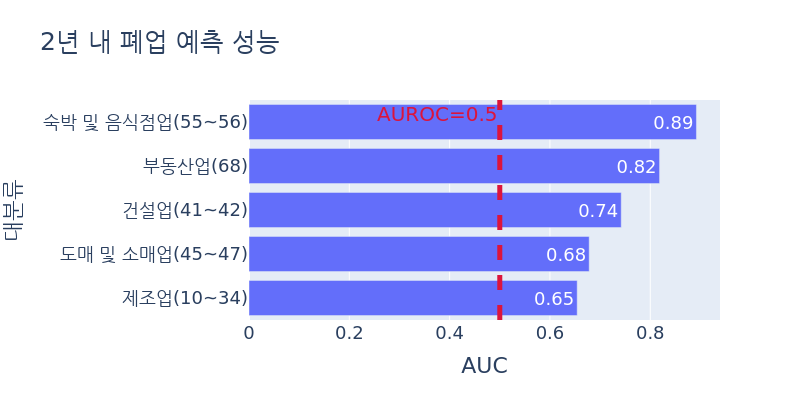 2년 내 폐업 예측 성능
대분류
숙박 및 음식점업(55~56)
부동산업(68)
건설업(41~42)
도매 및 소매업(45~47)
제조업(10~34)
AUROC=0.5
0.89
0.82
0.74
0.68
0.65
0
0.2
0.4
0.6
0.8
AUC